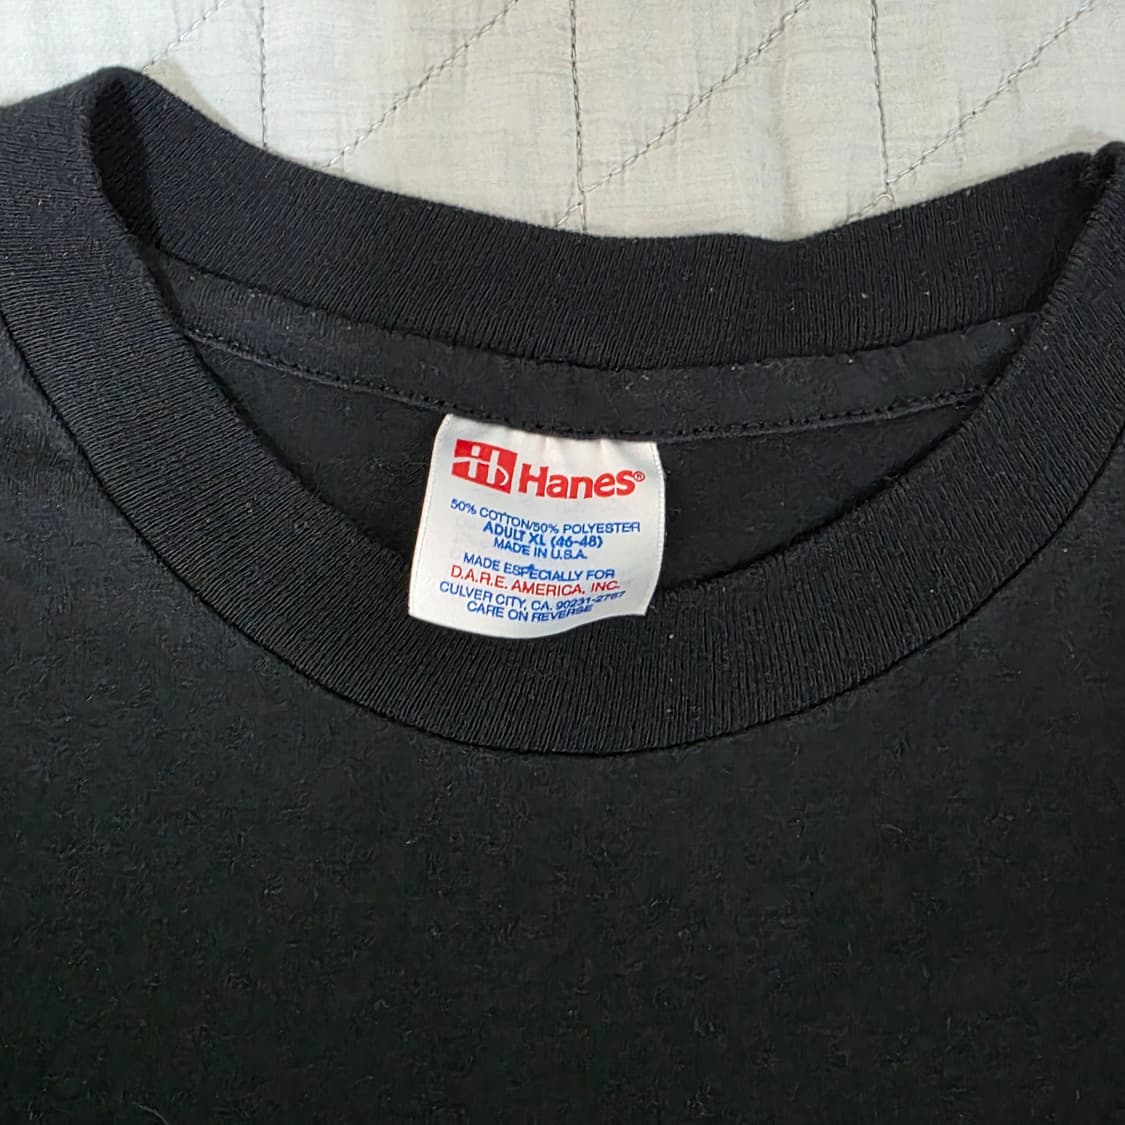 Hanes®
50% COTTON/50% POLYESTER
ADULT XL (46-48)
MADE IN U.S.A.
MADE ESPECIALLY FOR
D.A.R.E. AMERICA, INC.
CULVER CITY, CA. 90231-2767
CARE ON REVERSE